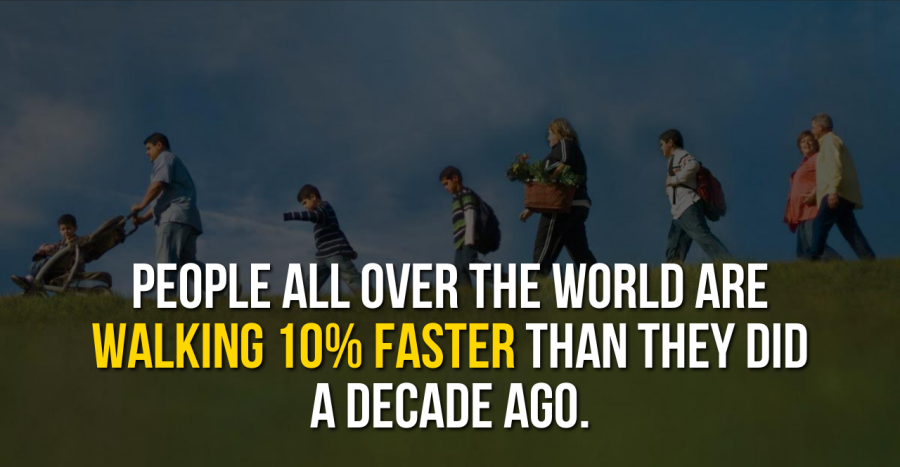 PEOPLE ALL OVER THE WORLD ARE
WALKING 10% FASTER THAN THEY DID
A DECADE AGO.